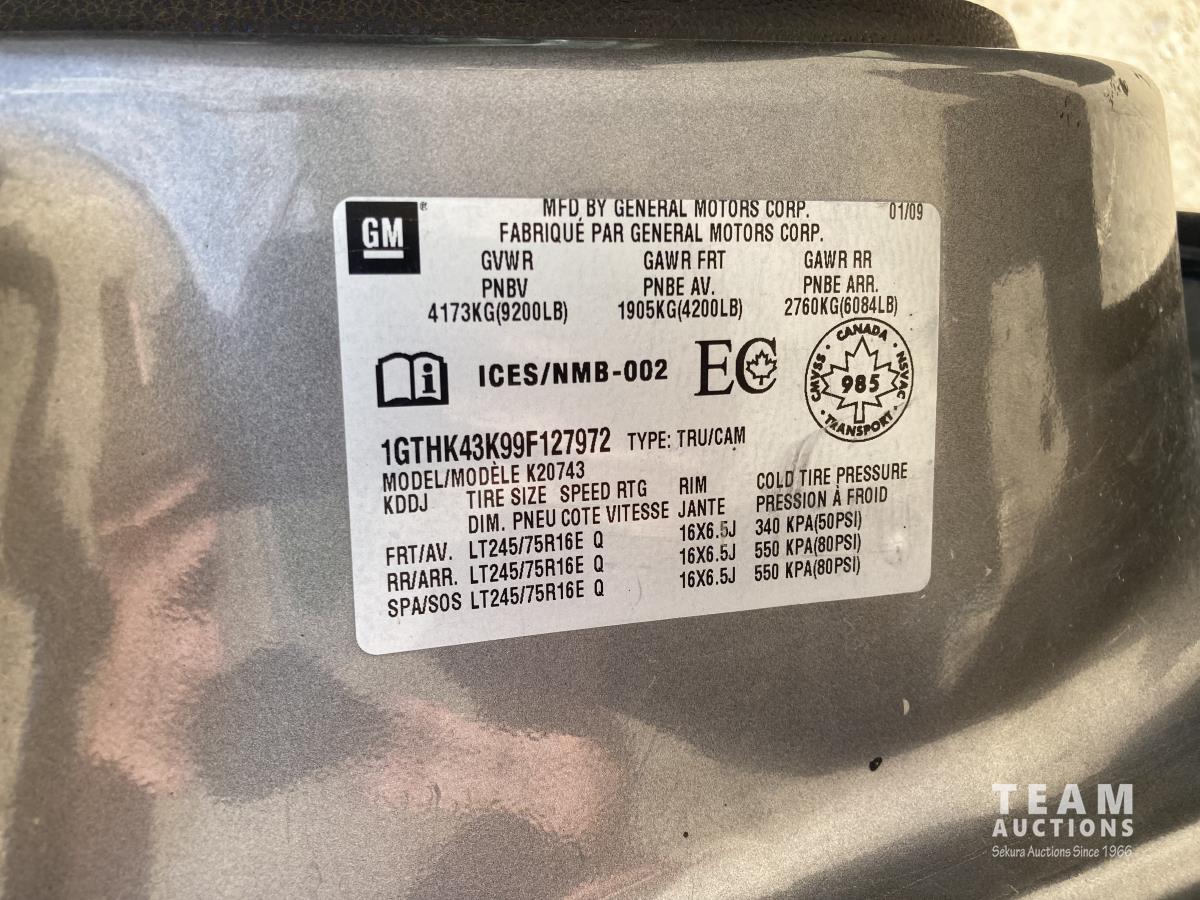 GM
MFD BY GENERAL MOTORS CORP. 01/09
FABRIQUÉ PAR GENERAL MOTORS CORP.
GVWR GAWR FRT GAWR RR
PNBV PNBE AV. PNBE ARR.
4173KG(9200LB) 1905KG(4200LB) 2760KG(6084LB)
i ICES/NMB-002 EC
CANADA
CMVSS 985 NSVAC
TRANSPORT
1GTHK43K99F127972 TYPE: TRU/CAM
MODEL/MODÈLE K20743
KDDJ TIRE SIZE SPEED RTG RIM COLD TIRE PRESSURE
DIM. PNEU COTE VITESSE JANTE PRESSION À FROID
FRT/AV. LT245/75R16E Q 16X6.5J 340 KPA(50PSI)
RR/ARR. LT245/75R16E Q 16X6.5J 550 KPA(80PSI)
SPA/SOS LT245/75R16E Q 16X6.5J 550 KPA(80PSI)
TEAM
AUCTIONS
Sekura Auctions Since 1966